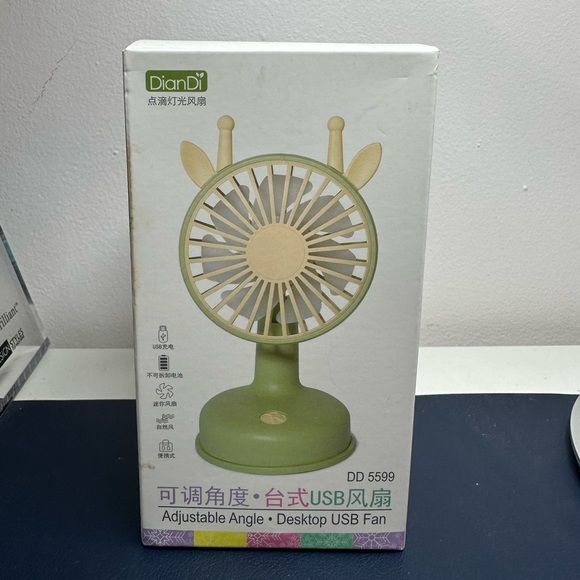 DianDi
点滴灯光风扇
USB充电
不可拆卸电池
迷你风扇
自然风
便携式
DD 5599
可调角度·台式USB风扇
Adjustable Angle • Desktop USB Fan
STYLES